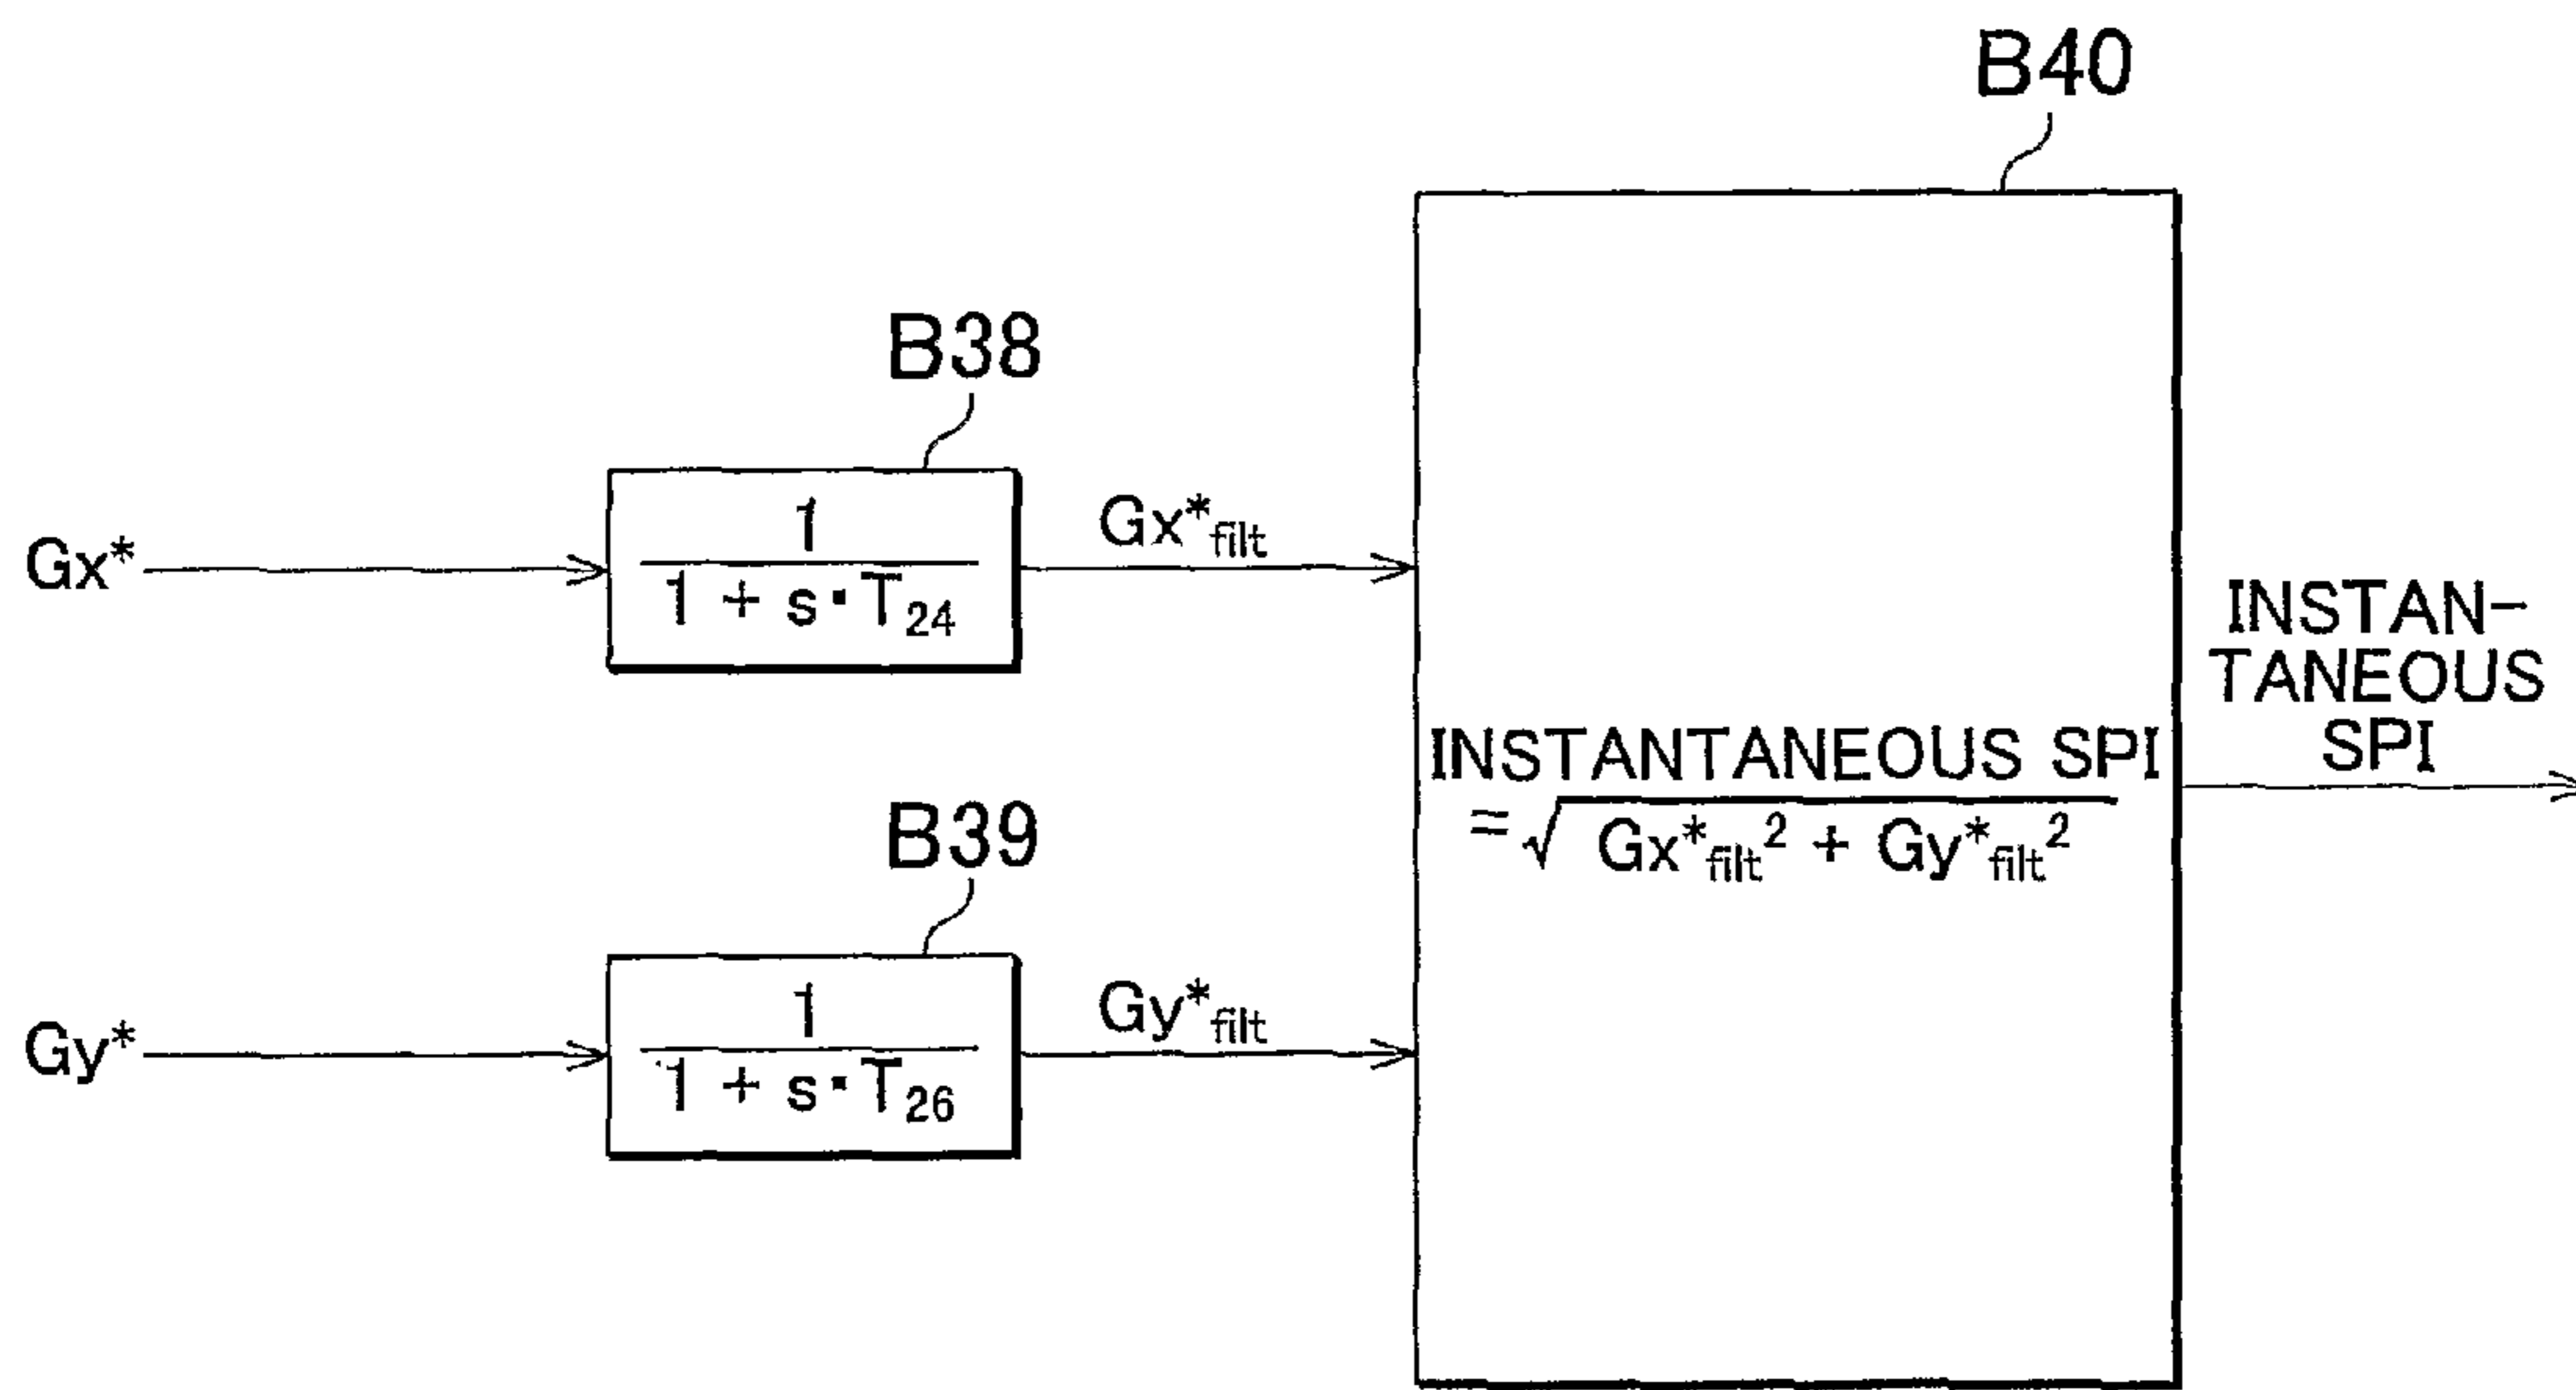 B40
B38
Gx*
1
1 + s・T24
Gx*filt
B39
Gy*
1
1 + s・T26
Gy*filt
INSTANTANEOUS SPI
= √Gx*filt² + Gy*filt²
INSTAN-
TANEOUS
SPI